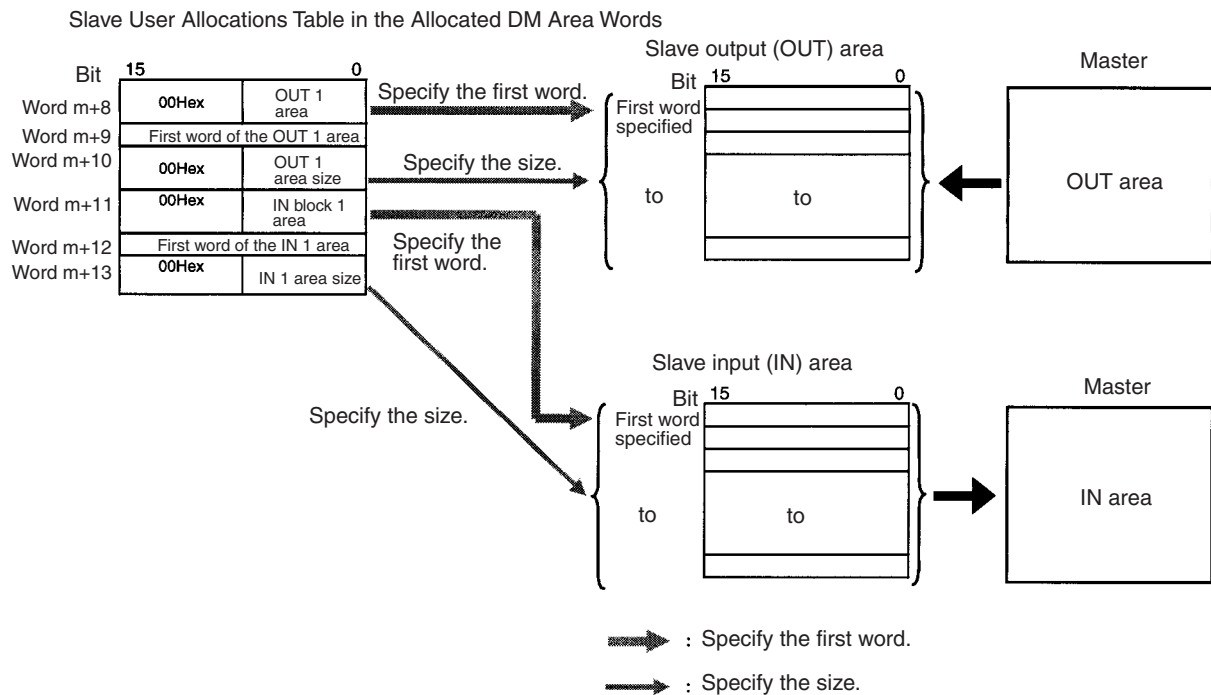 Slave User Allocations Table in the Allocated DM Area Words
Bit
15
0
Word m+8
00Hex
OUT 1
area
Word m+9
First word of the OUT 1 area
Word m+10
00Hex
OUT 1
area size
Word m+11
00Hex
IN block 1
area
Word m+12
First word of the IN 1 area
Word m+13
00Hex
IN 1 area size
Specify the first word.
Specify the size.
Specify the
first word.
Specify the size.
Slave output (OUT) area
Bit
15
0
First word
specified
to
to
Master
OUT area
Slave input (IN) area
Bit
15
0
First word
specified
to
to
Master
IN area
: Specify the first word.
: Specify the size.